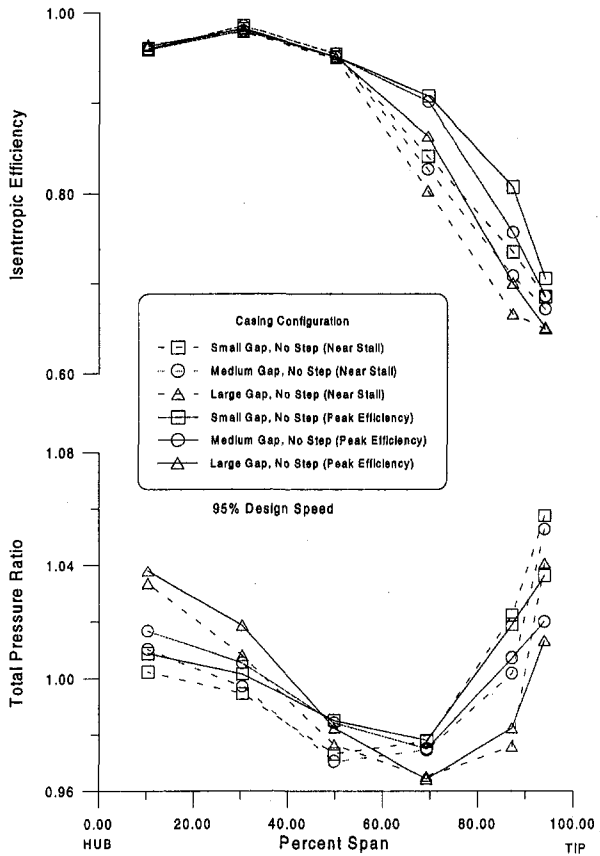 1.00
Isentrropic Efficiency
0.80
0.60
Casing Configuration
Small Gap, No Step (Near Stall)
Medium Gap, No Step (Near Stall)
Large Gap, No Step (Near Stall)
Small Gap, No Step (Peak Efficiency)
Medium Gap, No Step (Peak Efficiency)
Large Gap, No Step (Peak Efficiency)
95% Design Speed
1.08
Total Pressure Ratio
1.04
1.00
0.96
0.00 20.00 40.00 60.00 80.00 100.00
HUB Percent Span TIP